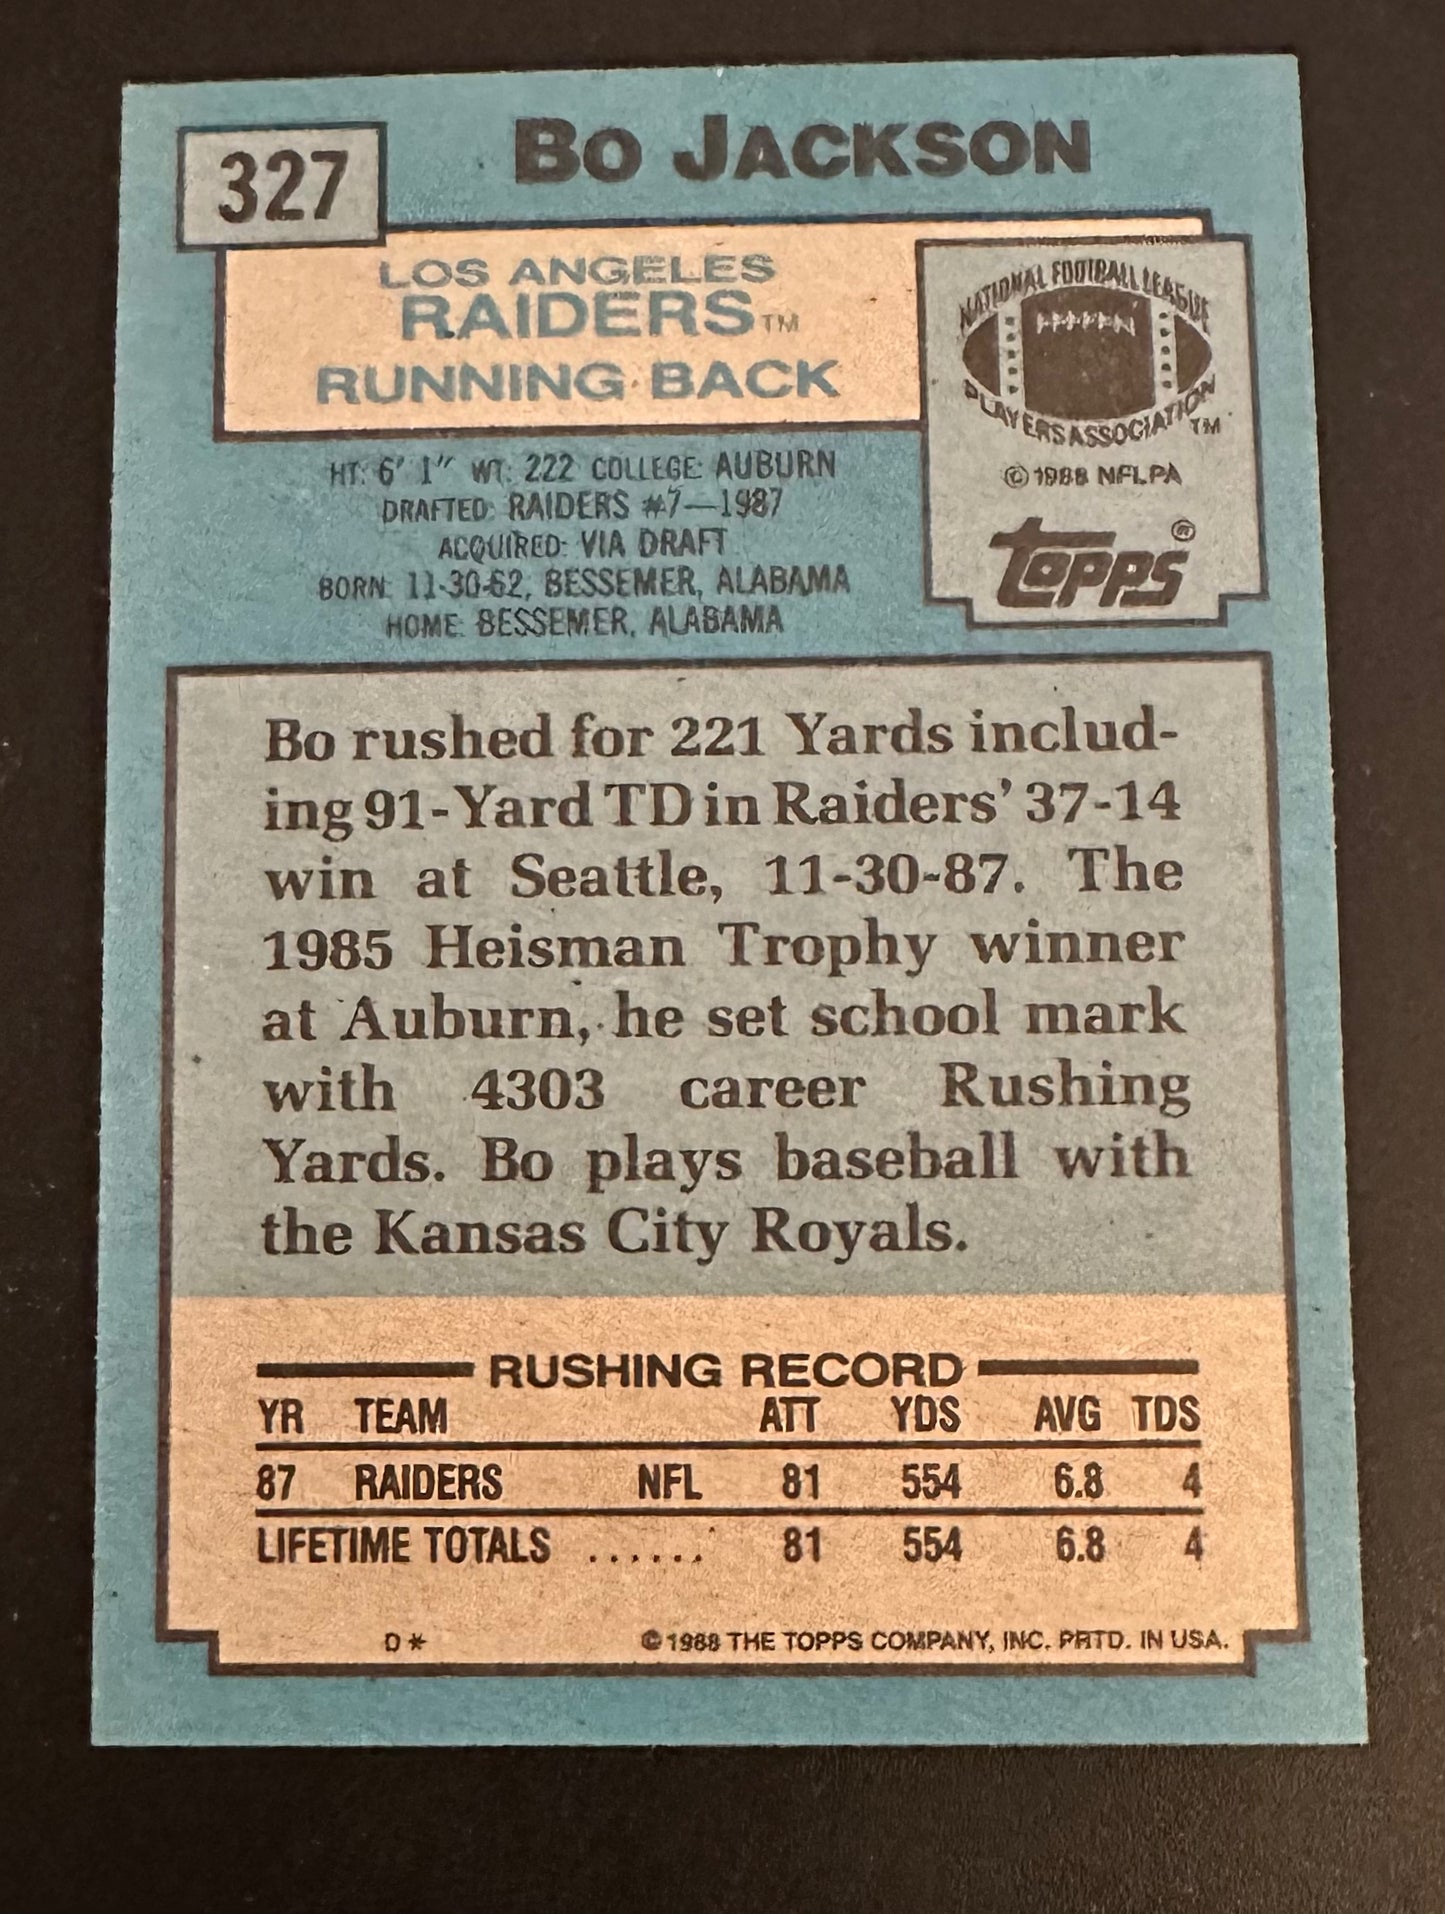 327
BO JACKSON
LOS ANGELES
RAIDERS™
RUNNING BACK
NATIONAL FOOTBALL LEAGUE
PLAYERS ASSOCIATION™
© 1988 NFLPA
TOPPS®
HT: 6' 1" WT: 222 COLLEGE: AUBURN
DRAFTED: RAIDERS #7—1987
ACQUIRED: VIA DRAFT
BORN: 11-30-62, BESSEMER, ALABAMA
HOME: BESSEMER, ALABAMA
Bo rushed for 221 Yards includ-
ing 91-Yard TD in Raiders' 37-14
win at Seattle, 11-30-87. The
1985 Heisman Trophy winner
at Auburn, he set school mark
with 4303 career Rushing
Yards. Bo plays baseball with
the Kansas City Royals.
RUSHING RECORD
YR TEAM ATT YDS AVG TDS
87 RAIDERS NFL 81 554 6.8 4
LIFETIME TOTALS ...... 81 554 6.8 4
D* © 1988 THE TOPPS COMPANY, INC. PRTD. IN USA.